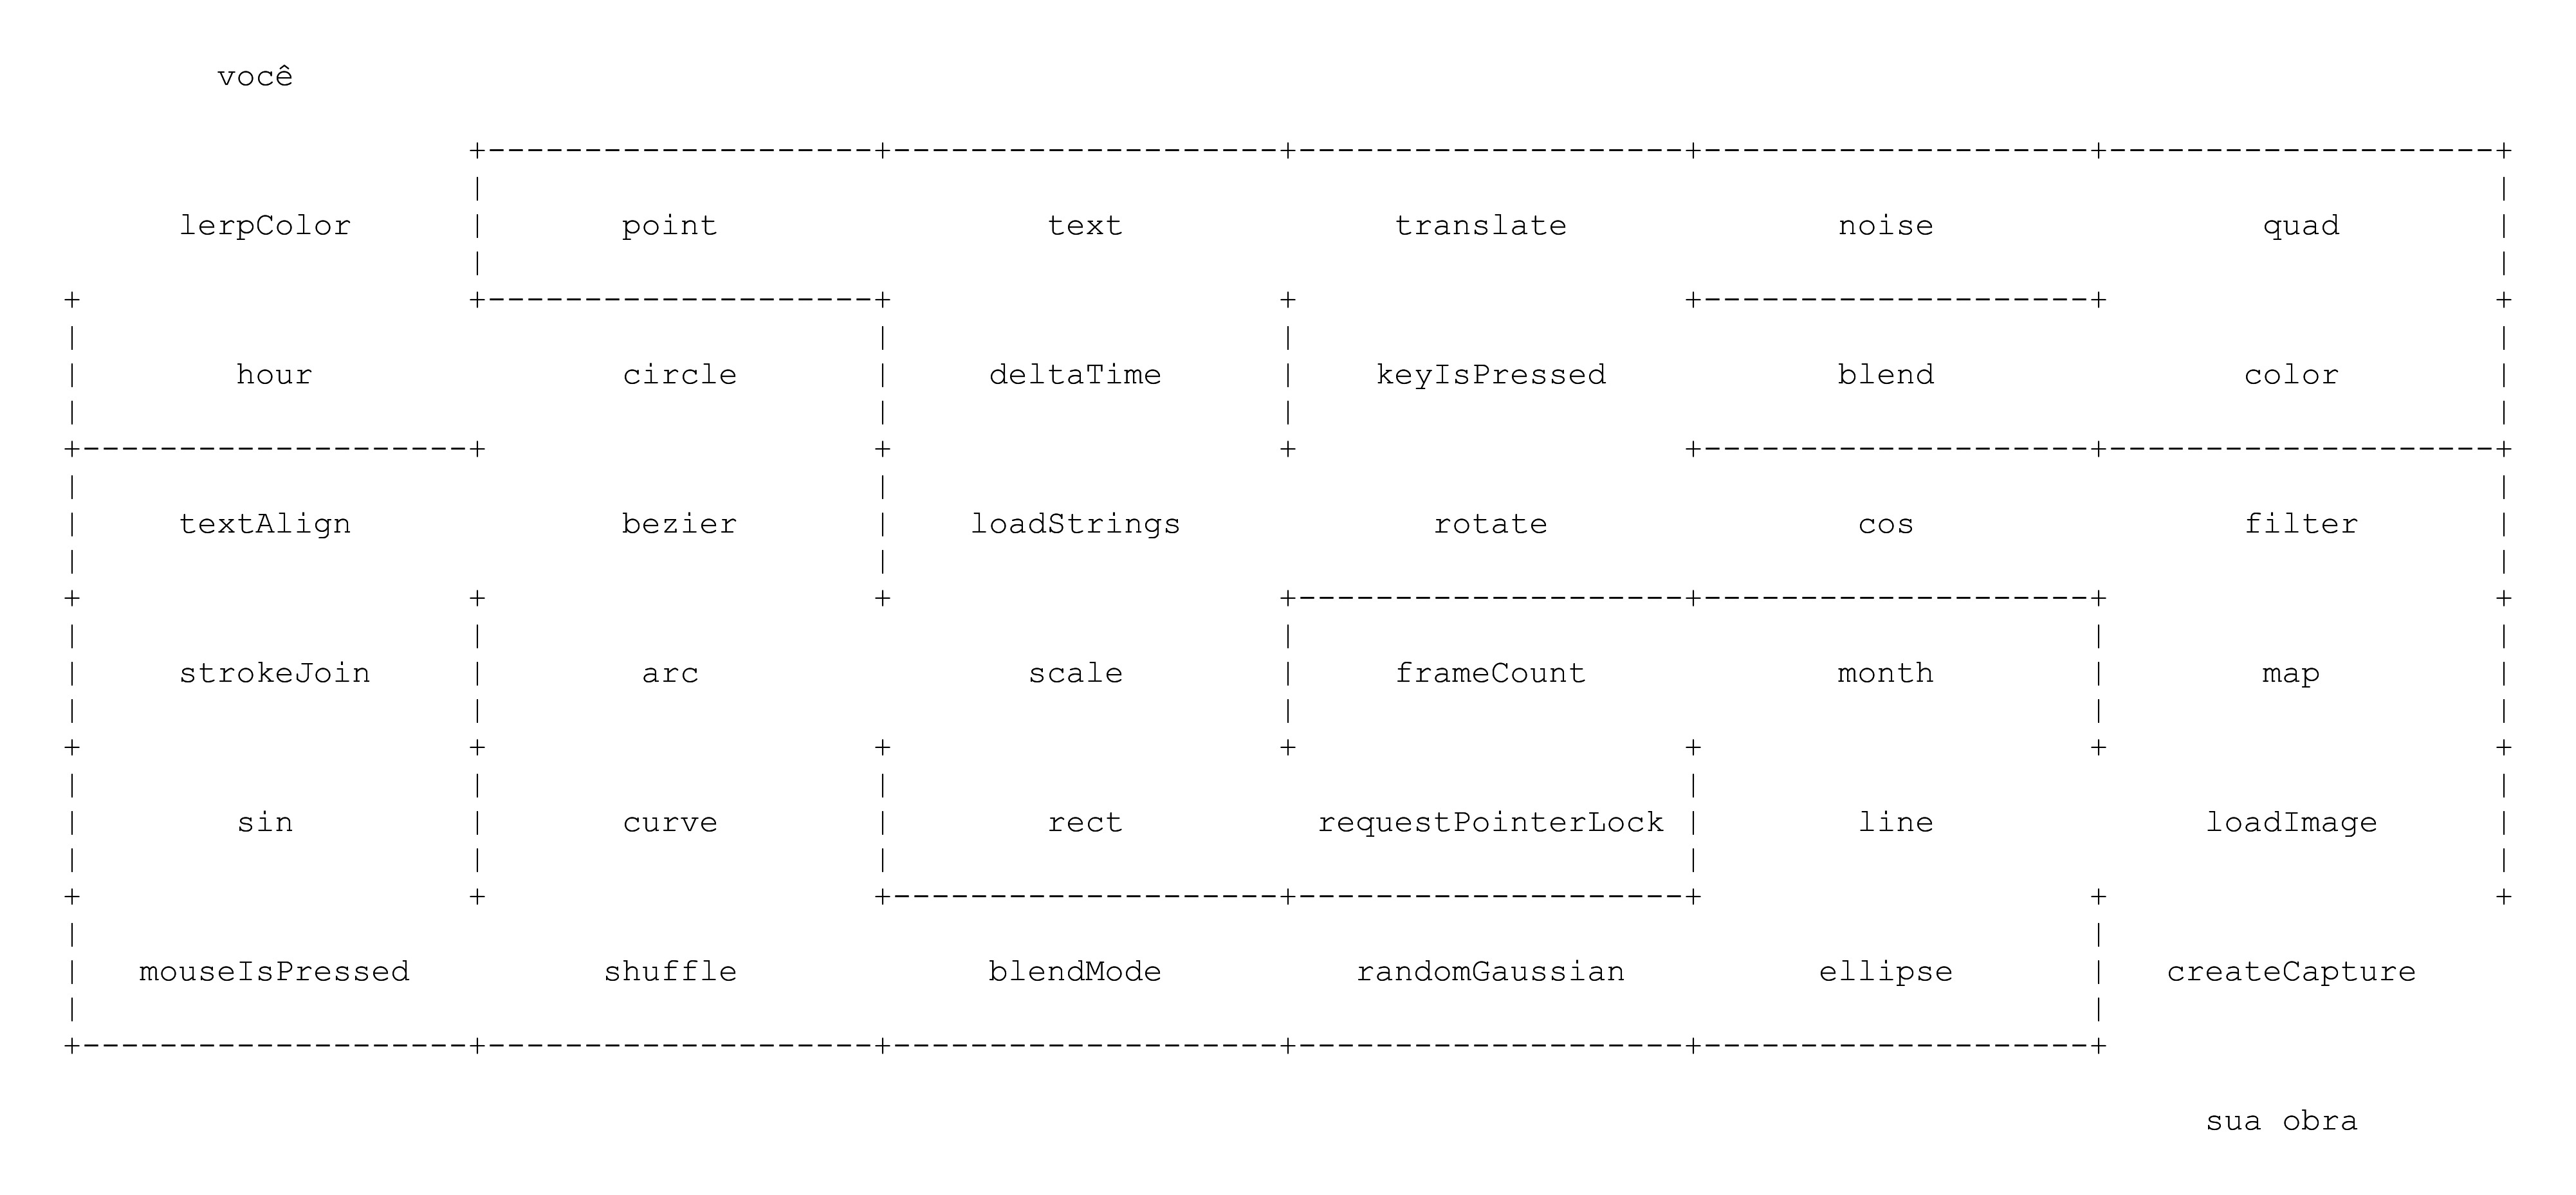 você
lerpColor point text translate noise quad
hour circle deltaTime keyIsPressed blend color
textAlign bezier loadStrings rotate cos filter
strokeJoin arc scale frameCount month map
sin curve rect requestPointerLock line loadImage
mouseIsPressed shuffle blendMode randomGaussian ellipse createCapture
sua obra